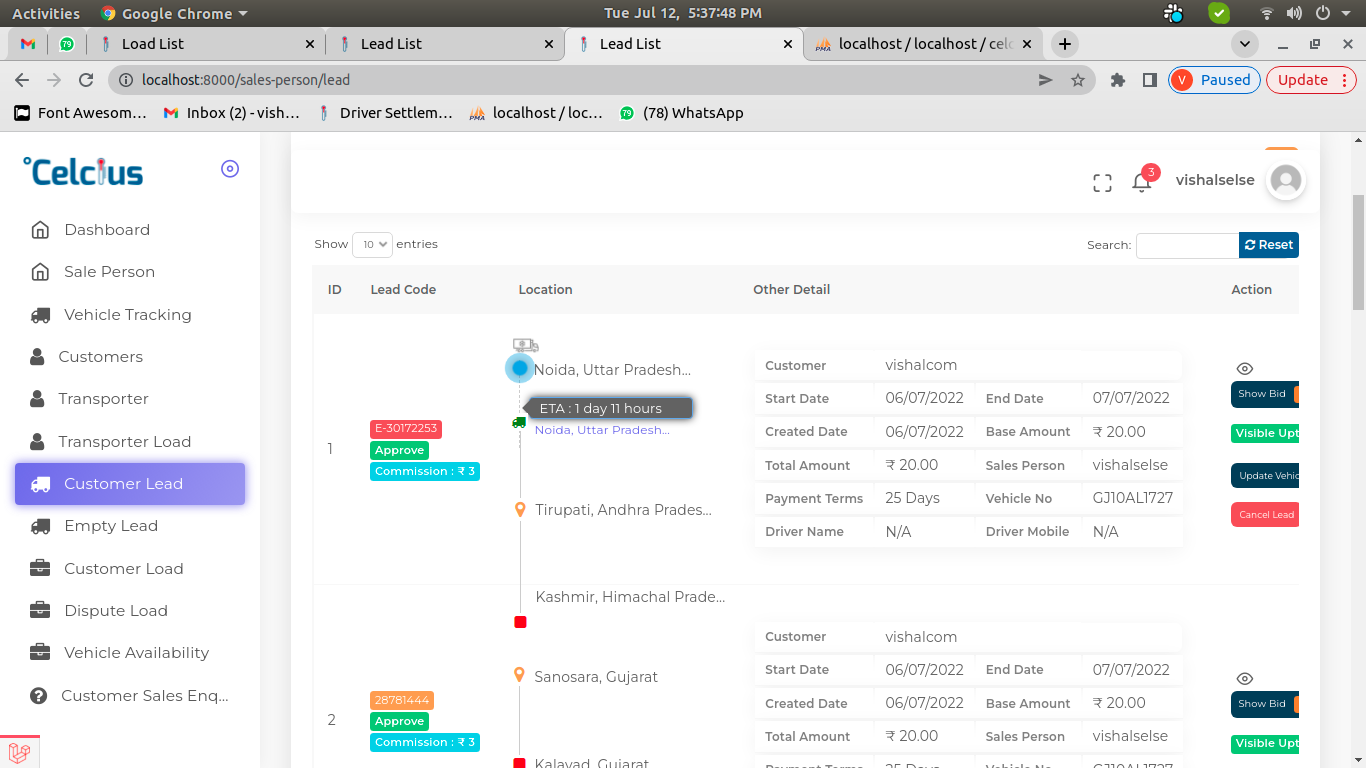 Activities Google Chrome Tue Jul 12, 5:37:48 PM
79 Load List Lead List Lead List PMA localhost / localhost / celc
localhost:8000/sales-person/lead V Paused Update
Font Awesom... Inbox (2) - vish... Driver Settlem... PMA localhost / loc... (78) WhatsApp
Celcius
3 vishalselse
Dashboard
Sale Person
Vehicle Tracking
Customers
Transporter
Transporter Load
Customer Lead
Empty Lead
Customer Load
Dispute Load
Vehicle Availability
Customer Sales Enq...
Show 10 entries Search: Reset
ID Lead Code Location Other Detail Action
1
E-30172253
Approve
Commission : ₹ 3
Noida, Uttar Pradesh...
ETA : 1 day 11 hours
Noida, Uttar Pradesh...
Tirupati, Andhra Prades...
Kashmir, Himachal Prade...
Customer vishalcom
Start Date 06/07/2022 End Date 07/07/2022
Created Date 06/07/2022 Base Amount ₹ 20.00
Total Amount ₹ 20.00 Sales Person vishalselse
Payment Terms 25 Days Vehicle No GJ10AL1727
Driver Name N/A Driver Mobile N/A
Show Bid
Visible Upt
Update Vehic
Cancel Lead
2
28781444
Approve
Commission : ₹ 3
Sanosara, Gujarat
Kalavad, Gujarat
Customer vishalcom
Start Date 06/07/2022 End Date 07/07/2022
Created Date 06/07/2022 Base Amount ₹ 20.00
Total Amount ₹ 20.00 Sales Person vishalselse
Payment Terms 25 Days Vehicle No GJ10AL1727
Show Bid
Visible Upt